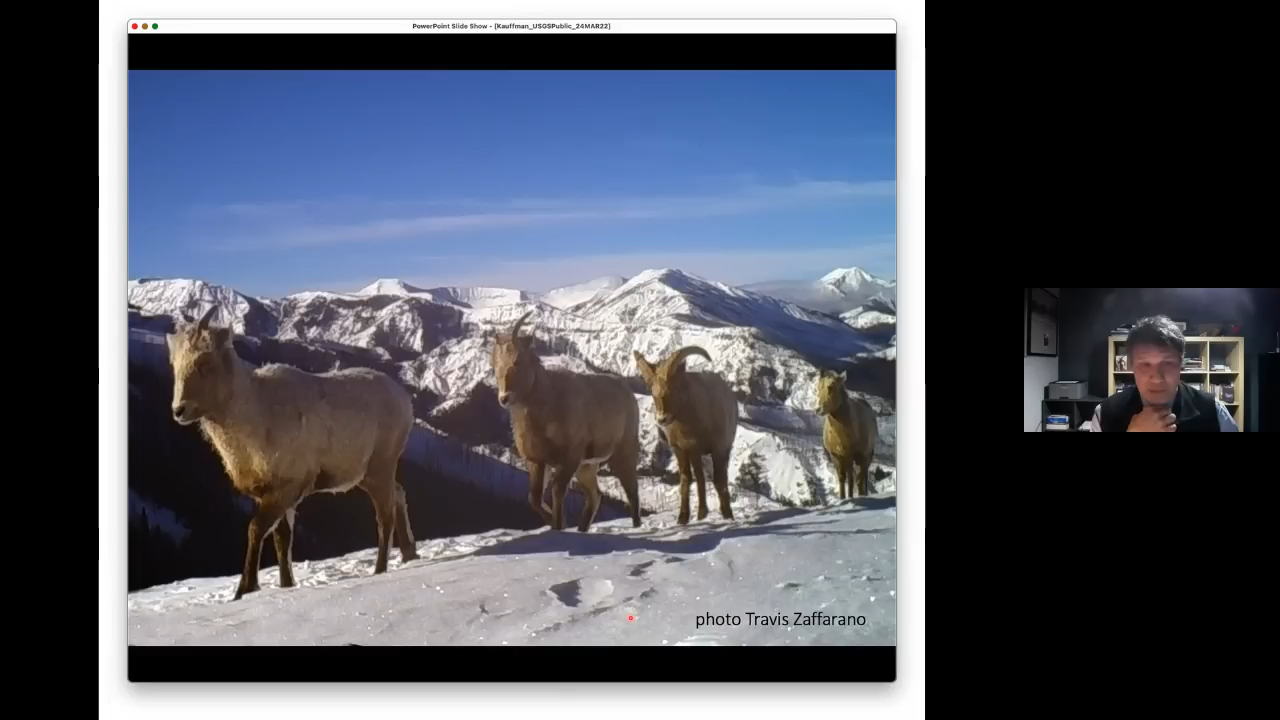 PowerPoint Slide Show - [Kauffman_USGSPublic_24MAR22]
photo Travis Zaffarano